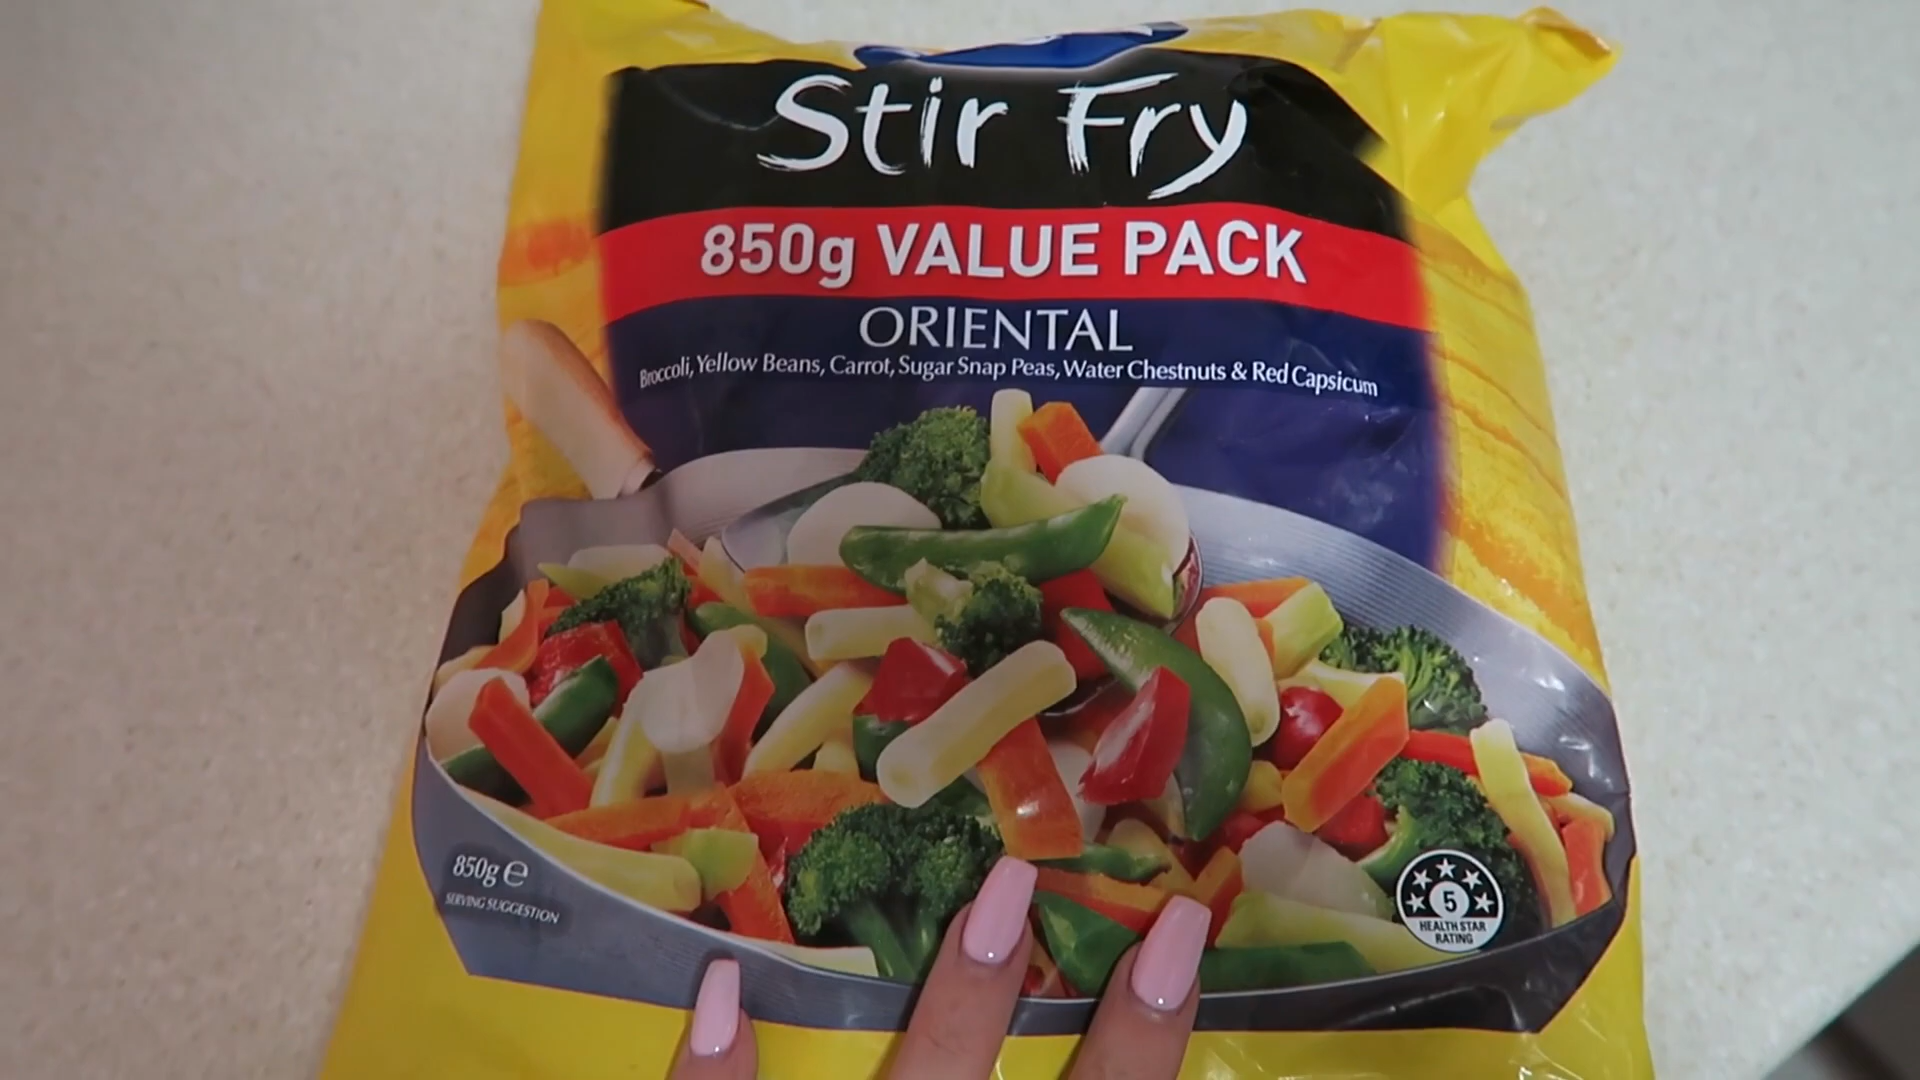 Stir Fry
850g VALUE PACK
ORIENTAL
Broccoli, Yellow Beans, Carrot, Sugar Snap Peas, Water Chestnuts & Red Capsicum
850g e
SERVING SUGGESTION
5
HEALTH STAR
RATING